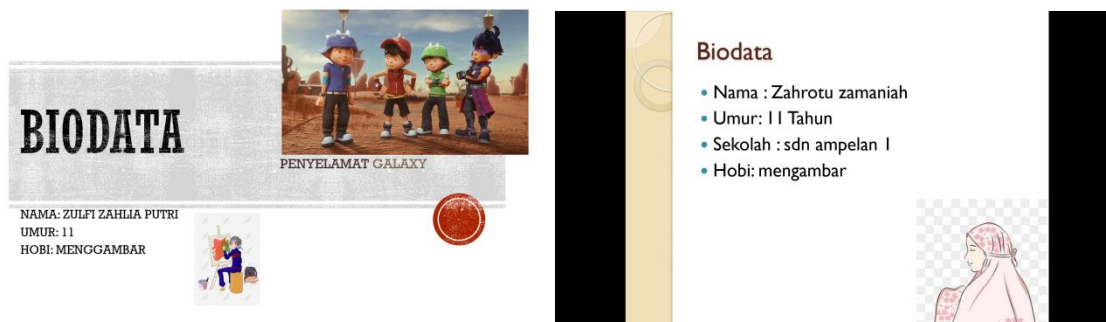 BIODATA
PENYELAMAT GALAXY
NAMA: ZULFI ZAHLIA PUTRI
UMUR: 11
HOBI: MENGGAMBAR
Biodata
• Nama : Zahrotu zamaniah
• Umur: 11 Tahun
• Sekolah : sdn ampelan 1
• Hobi: mengambar